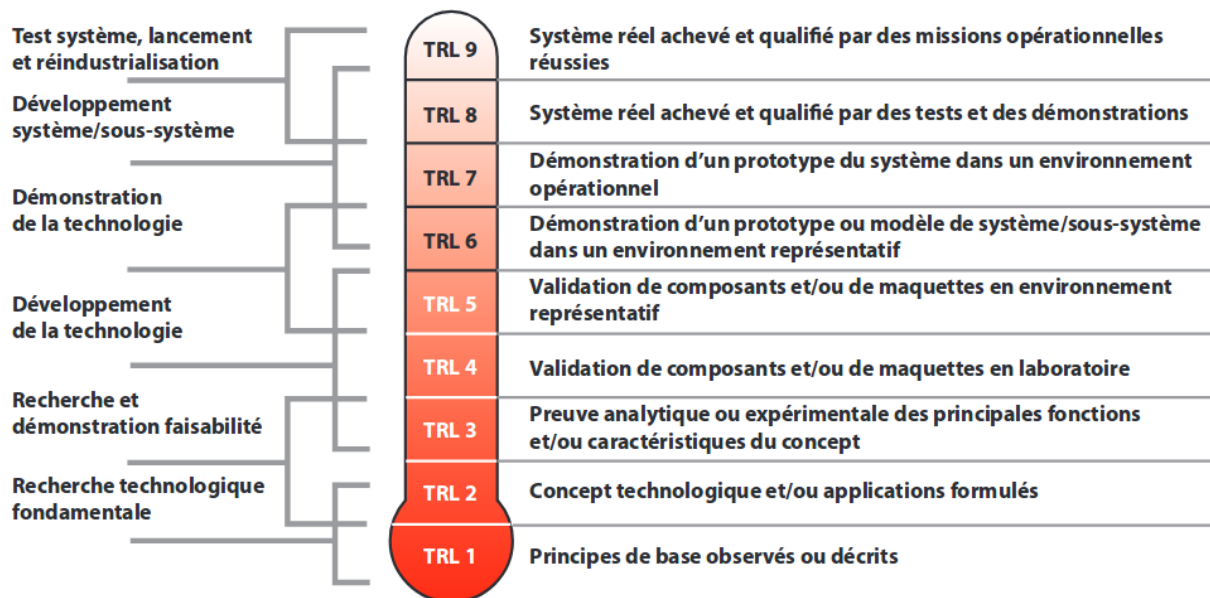 Test système, lancement
et réindustrialisation
Développement
système/sous-système
Démonstration
de la technologie
Développement
de la technologie
Recherche et
démonstration faisabilité
Recherche technologique
fondamentale
TRL 9
Système réel achevé et qualifié par des missions opérationnelles
réussies
TRL 8
Système réel achevé et qualifié par des tests et des démonstrations
TRL 7
Démonstration d’un prototype du système dans un environnement
opérationnel
TRL 6
Démonstration d’un prototype ou modèle de système/sous-système
dans un environnement représentatif
TRL 5
Validation de composants et/ou de maquettes en environnement
représentatif
TRL 4
Validation de composants et/ou de maquettes en laboratoire
TRL 3
Preuve analytique ou expérimentale des principales fonctions
et/ou caractéristiques du concept
TRL 2
Concept technologique et/ou applications formulés
TRL 1
Principes de base observés ou décrits